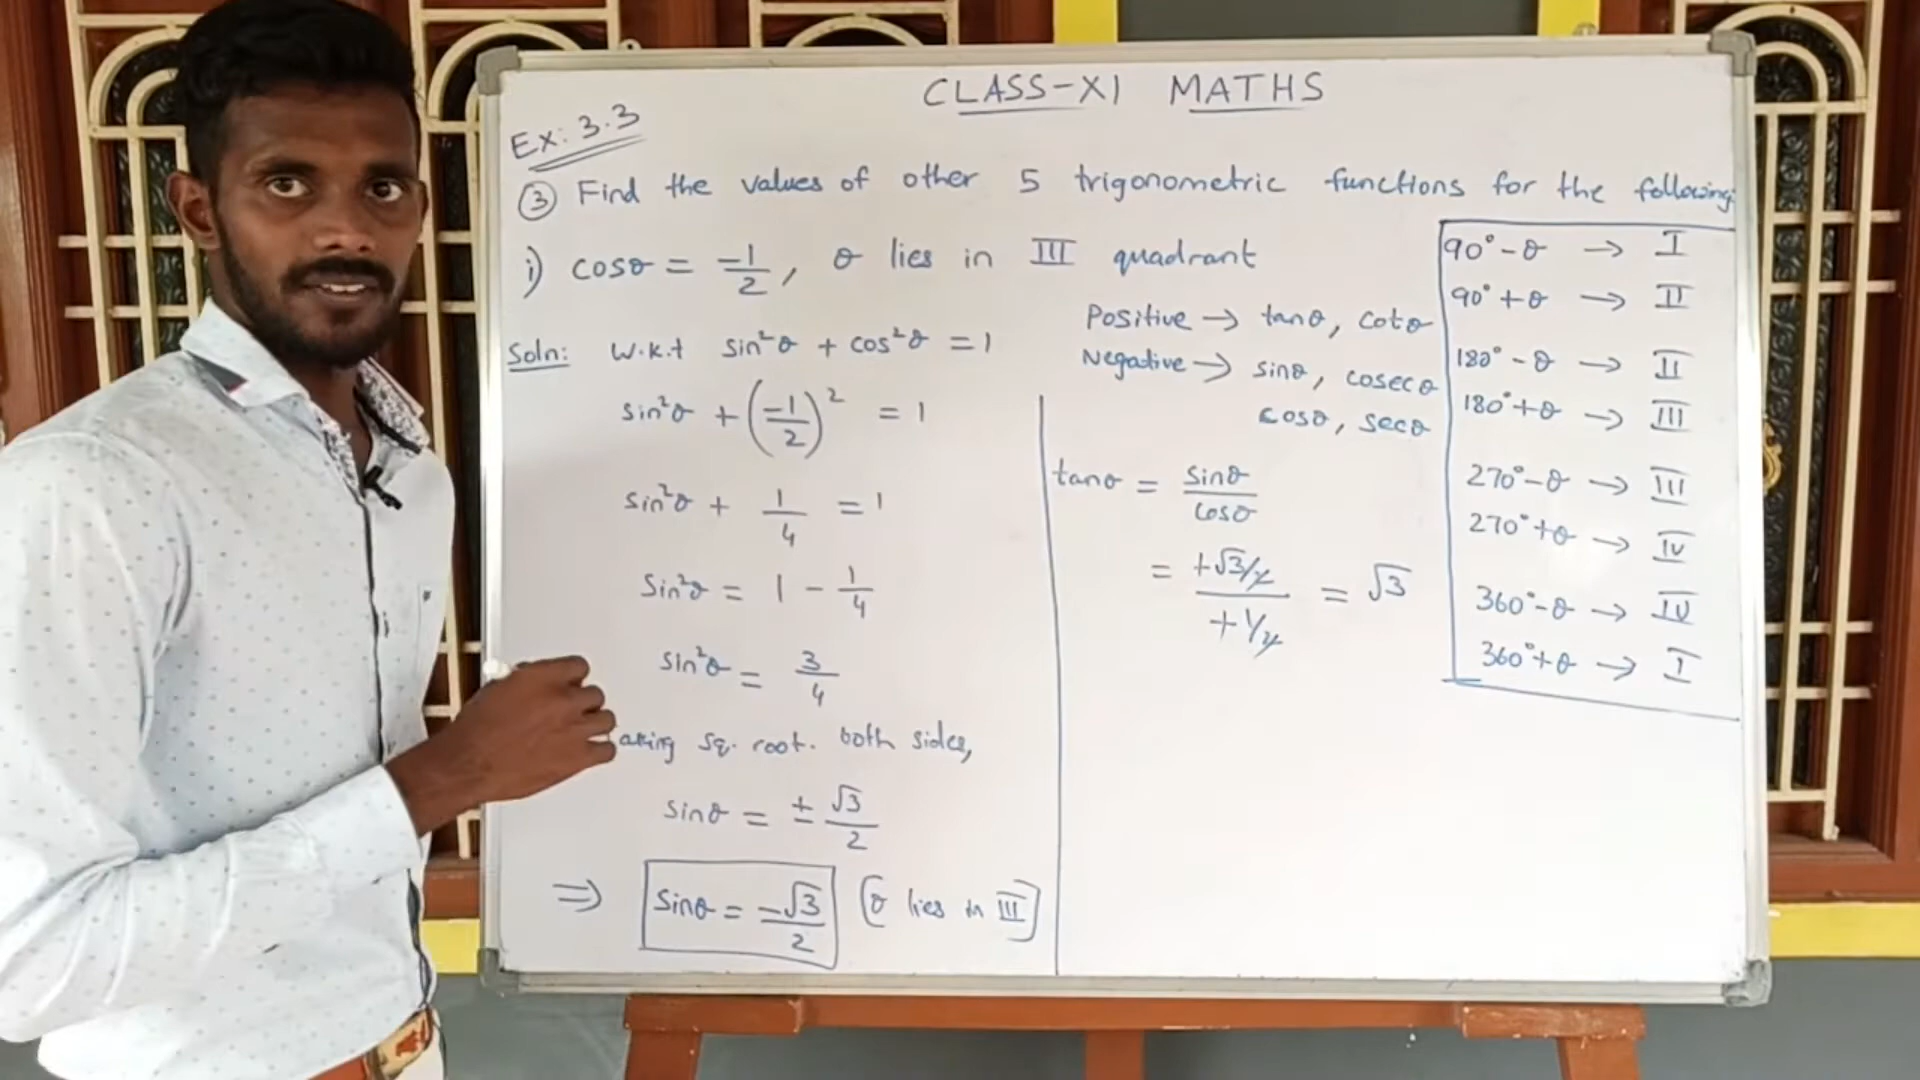 CLASS-XI MATHS
Ex: 3.3
③ Find the values of other 5 trigonometric functions for the following:
i) cosθ = -1/2, θ lies in III quadrant
Positive → tanθ, cotθ
Negative → sinθ, cosecθ
cosθ, secθ
Soln: W.k.t sin²θ + cos²θ = 1
sin²θ + (-1/2)² = 1
sin²θ + 1/4 = 1
sin²θ = 1 - 1/4
sin²θ = 3/4
aking sq. root. both sides,
sinθ = ± √3/2
⇒ sinθ = -√3/2 (θ lies in III)
tanθ = sinθ/cosθ
= (+√3/2)/(+1/2) = √3
90° - θ → I
90° + θ → II
180° - θ → II
180° + θ → III
270° - θ → III
270° + θ → IV
360° - θ → IV
360° + θ → I